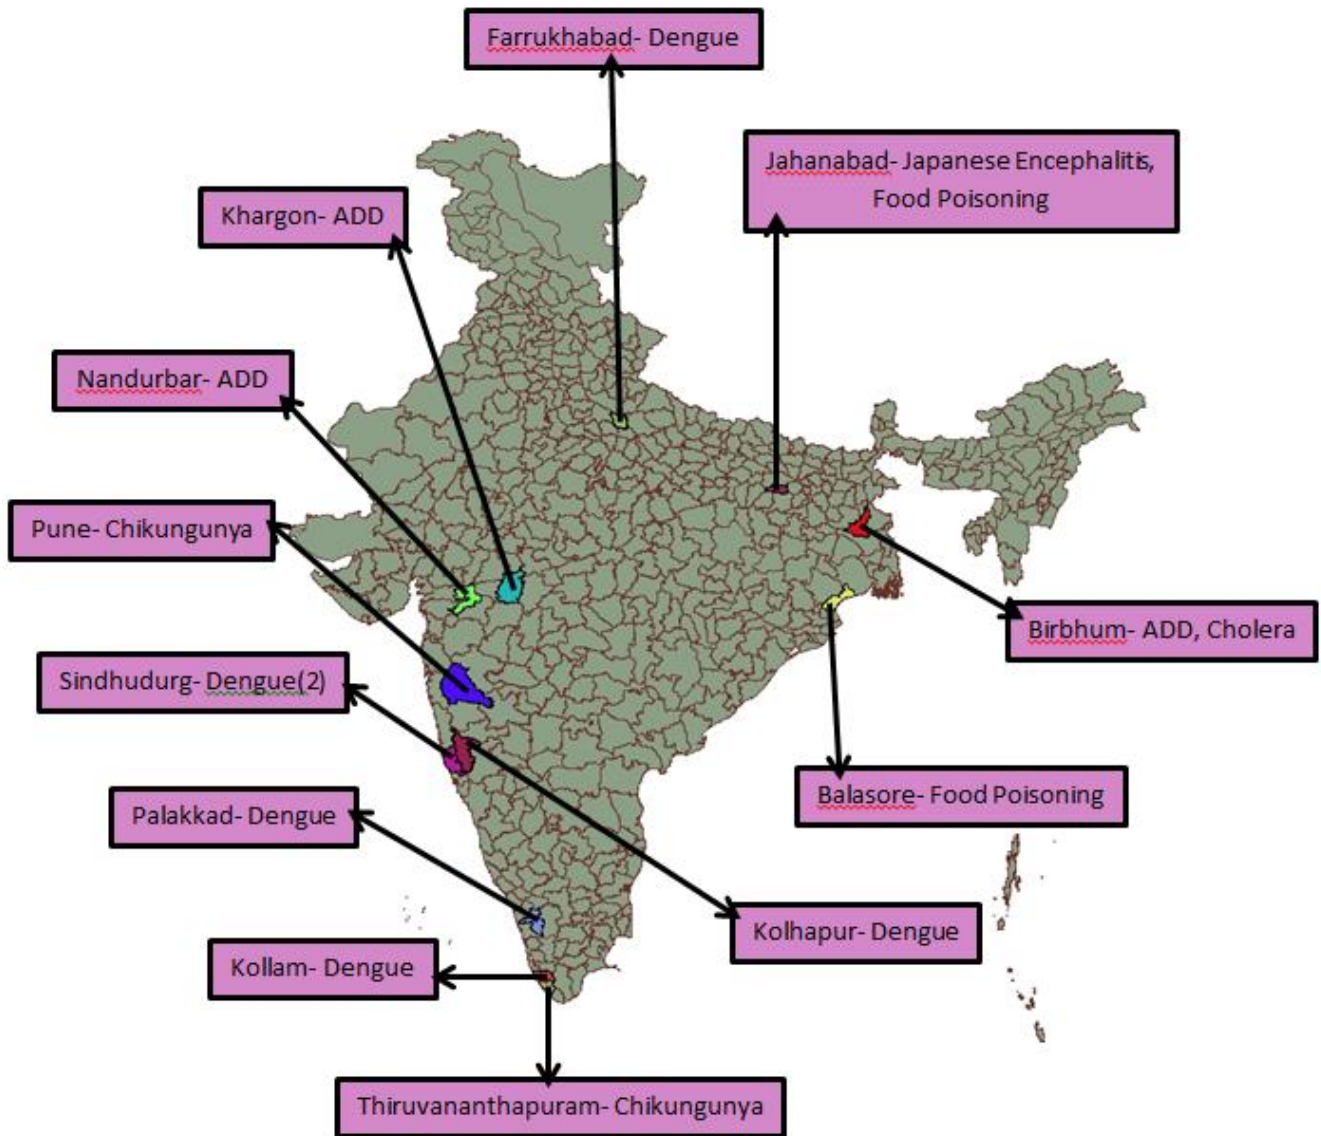 Farrukhabad- Dengue
Jahanabad- Japanese Encephalitis,
Food Poisoning
Khargon- ADD
Nandurbar- ADD
Pune- Chikungunya
Birbhum- ADD, Cholera
Sindhudurg- Dengue(2)
Balasore- Food Poisoning
Palakkad- Dengue
Kolhapur- Dengue
Kollam- Dengue
Thiruvananthapuram- Chikungunya